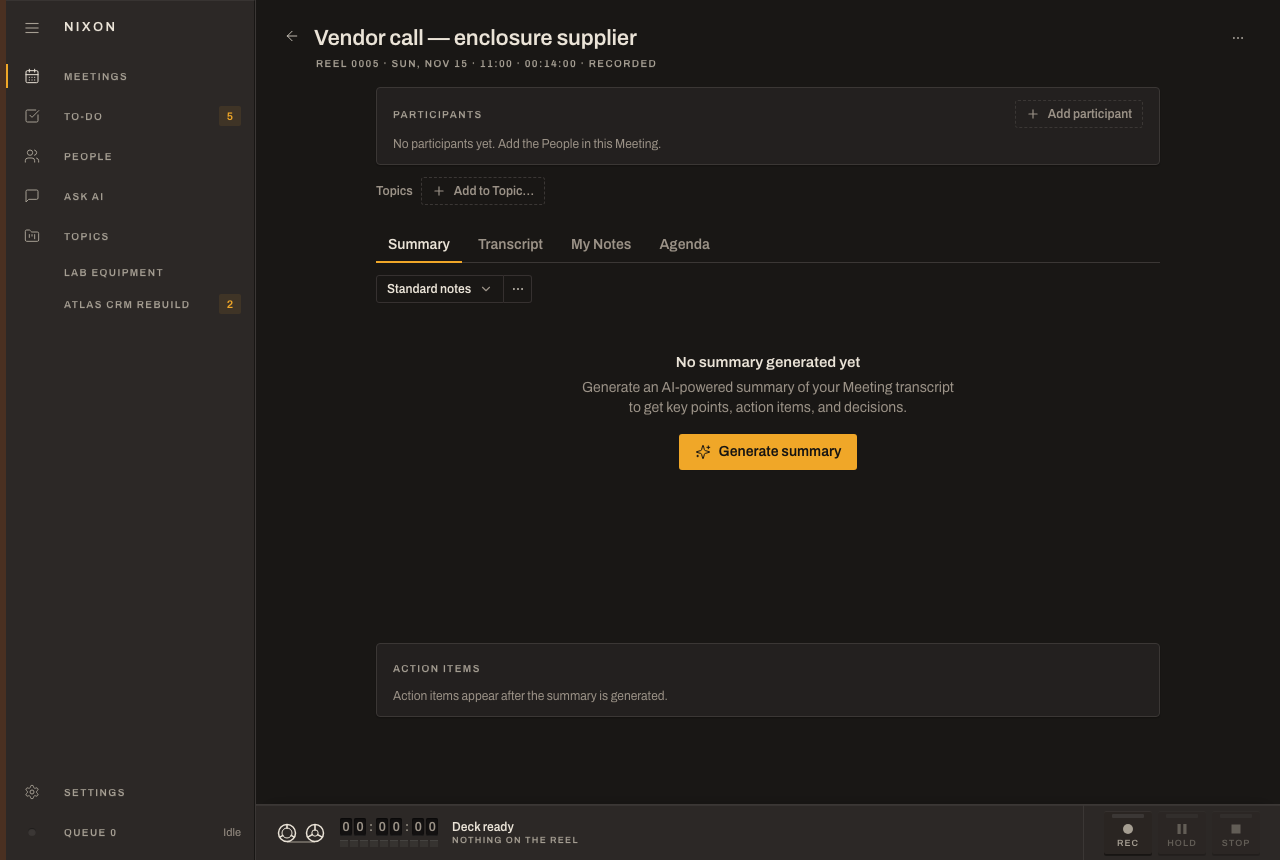 NIXON
MEETINGS
TO-DO
5
PEOPLE
ASK AI
TOPICS
LAB EQUIPMENT
ATLAS CRM REBUILD
2
SETTINGS
QUEUE 0
Idle
Vendor call — enclosure supplier
REEL 0005 · SUN, NOV 15 · 11:00 · 00:14:00 · RECORDED
PARTICIPANTS
Add participant
No participants yet. Add the People in this Meeting.
Topics
Add to Topic...
Summary
Transcript
My Notes
Agenda
Standard notes
No summary generated yet
Generate an AI-powered summary of your Meeting transcript
to get key points, action items, and decisions.
Generate summary
ACTION ITEMS
Action items appear after the summary is generated.
00:00:00
Deck ready
NOTHING ON THE REEL
REC
HOLD
STOP